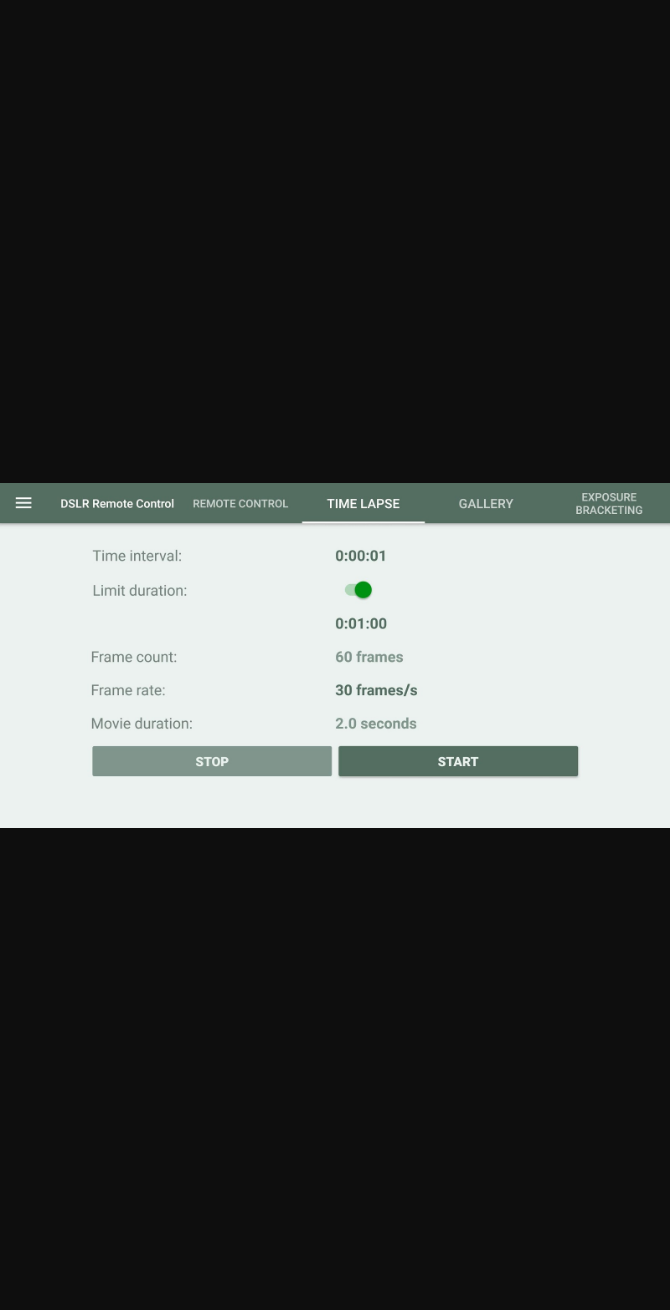 DSLR Remote Control REMOTE CONTROL TIME LAPSE GALLERY EXPOSURE
BRACKETING
Time interval: 0:00:01
Limit duration:
0:01:00
Frame count: 60 frames
Frame rate: 30 frames/s
Movie duration: 2.0 seconds
STOP START